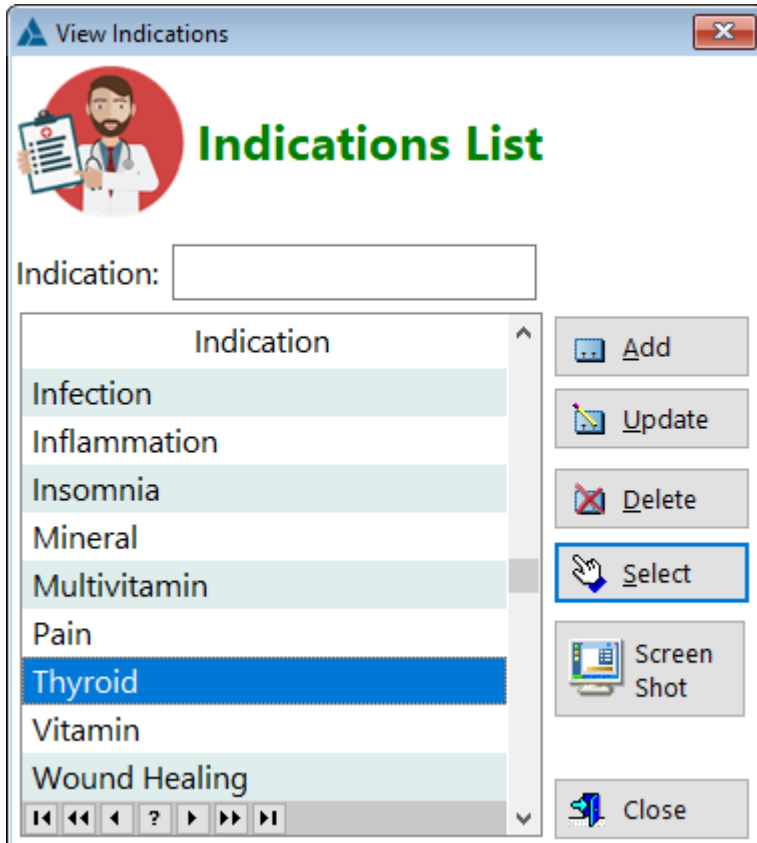 View Indications
Indications List
Indication:
Indication
Infection
Inflammation
Insomnia
Mineral
Multivitamin
Pain
Thyroid
Vitamin
Wound Healing
?
Add
Update
Delete
Select
Screen
Shot
Close